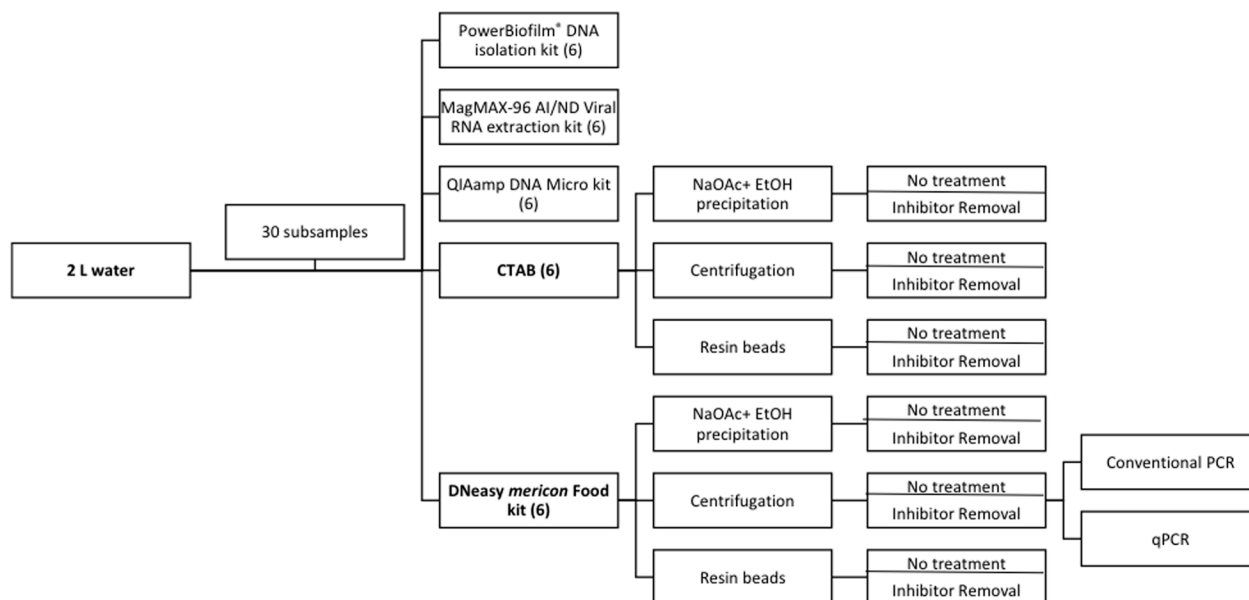 PowerBiofilm® DNA
isolation kit (6)
MagMAX-96 AI/ND Viral
RNA extraction kit (6)
QIAamp DNA Micro kit
(6)
NaOAc+ EtOH
precipitation
No treatment
Inhibitor Removal
30 subsamples
2 L water
CTAB (6)
Centrifugation
No treatment
Inhibitor Removal
Resin beads
No treatment
Inhibitor Removal
NaOAc+ EtOH
precipitation
No treatment
Inhibitor Removal
DNeasy mericon Food
kit (6)
Centrifugation
No treatment
Inhibitor Removal
Conventional PCR
qPCR
Resin beads
No treatment
Inhibitor Removal